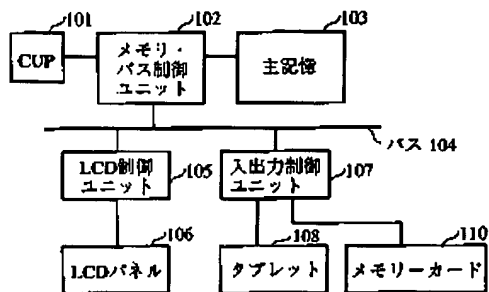 101
102
103
CUP
メモリ・
バス制御
ユニット
主記憶
バス 104
LCD制御
ユニット
105
入出力制御
ユニット
107
106
108
110
LCDパネル
タブレット
メモリーカード